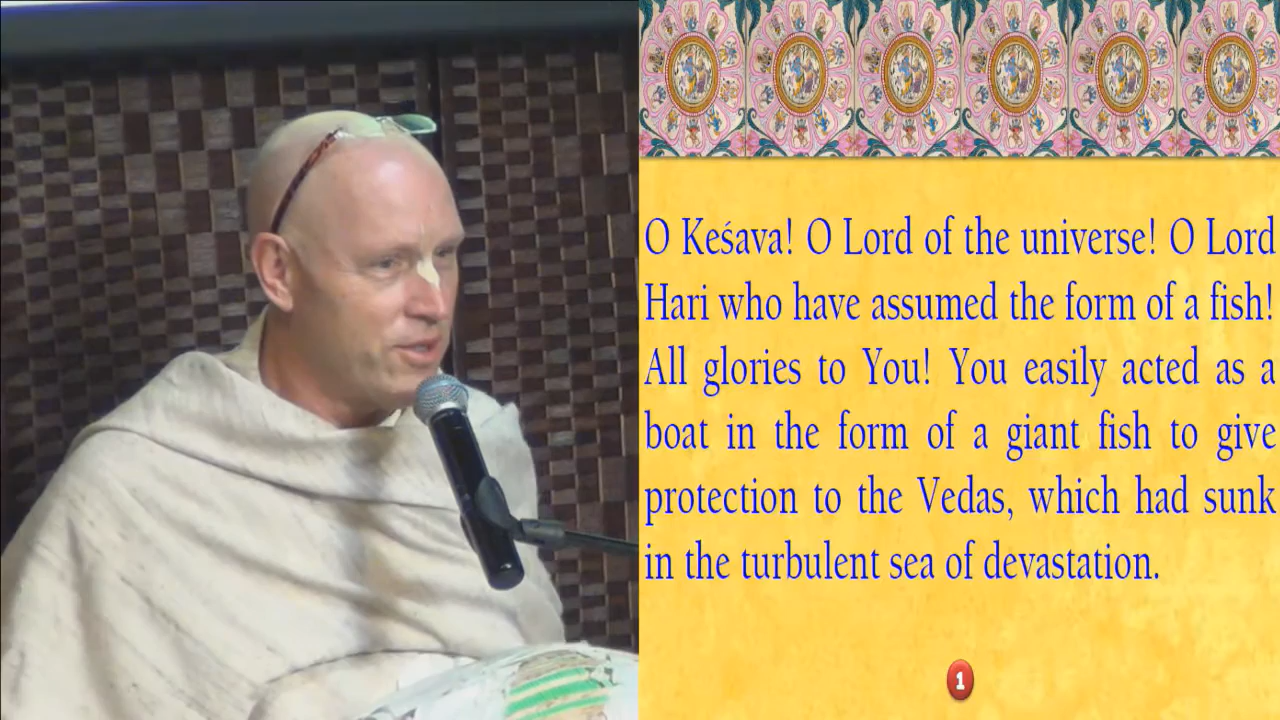 O Keśava! O Lord of the universe! O Lord
Hari who have assumed the form of a fish!
All glories to You! You easily acted as a
boat in the form of a giant fish to give
protection to the Vedas, which had sunk
in the turbulent sea of devastation.
1